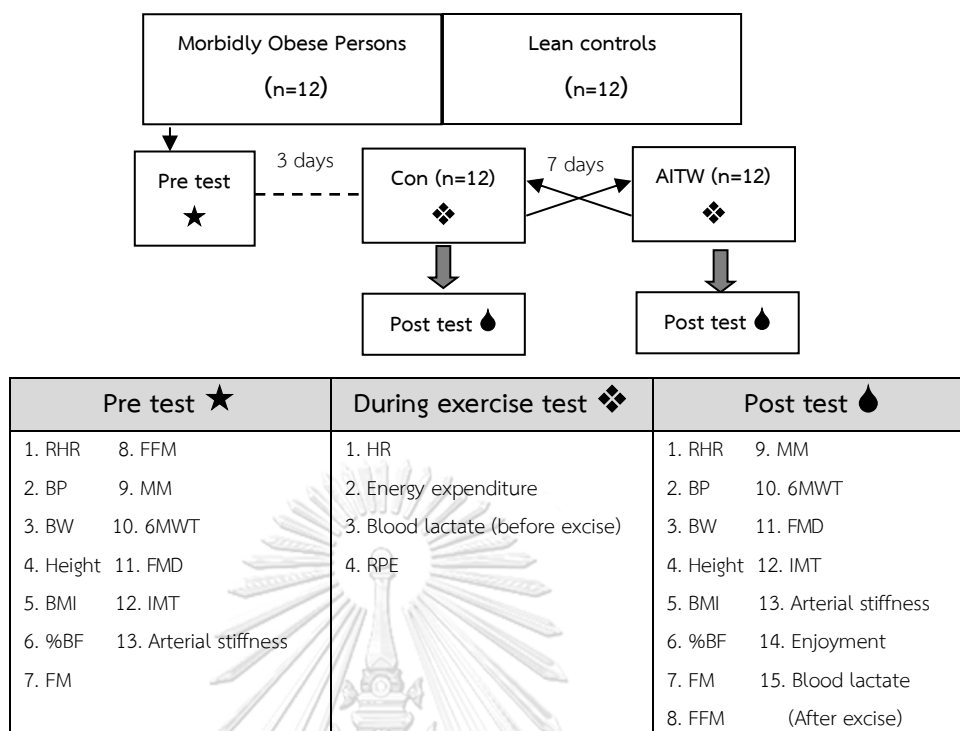 Morbidly Obese Persons
(n=12)
Lean controls
(n=12)
Pre test
3 days
Con (n=12)
7 days
AITW (n=12)
Post test
Post test
Pre test
1. RHR 8. FFM
2. BP 9. MM
3. BW 10. 6MWT
4. Height 11. FMD
5. BMI 12. IMT
6. %BF 13. Arterial stiffness
7. FM
During exercise test
1. HR
2. Energy expenditure
3. Blood lactate (before excise)
4. RPE
Post test
1. RHR 9. MM
2. BP 10. 6MWT
3. BW 11. FMD
4. Height 12. IMT
5. BMI 13. Arterial stiffness
6. %BF 14. Enjoyment
7. FM 15. Blood lactate
8. FFM (After excise)